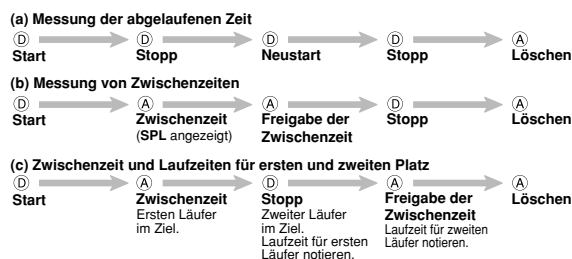 (a) Messung der abgelaufenen Zeit
Ⓓ Ⓓ Ⓓ Ⓓ Ⓐ
Start Stopp Neustart Stopp Löschen
(b) Messung von Zwischenzeiten
Ⓓ Ⓐ Ⓐ Ⓓ Ⓐ
Start Zwischenzeit Freigabe der Stopp Löschen
(SPL angezeigt) Zwischenzeit
(c) Zwischenzeit und Laufzeiten für ersten und zweiten Platz
Ⓓ Ⓐ Ⓓ Ⓐ Ⓐ
Start Zwischenzeit Stopp Freigabe der Löschen
Ersten Läufer Zweiter Läufer Zwischenzeit
im Ziel. im Ziel. Laufzeit für zweiten
Laufzeit für ersten Läufer notieren.
Läufer notieren.